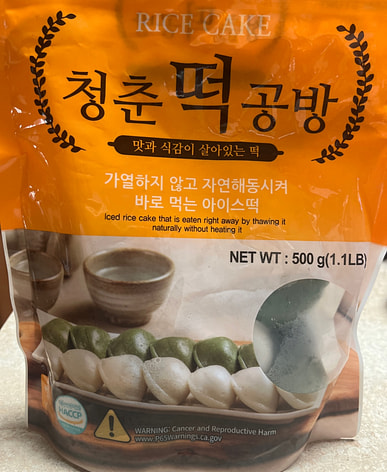 RICE CAKE
청춘떡공방
맛과 식감이 살아있는 떡
가열하지 않고 자연해동시켜
바로 먹는 아이스떡
Iced rice cake that is eaten right away by thawing it
naturally without heating it
NET WT : 500 g(1.1LB)
HACCP
WARNING: Cancer and Reproductive Harm
www.P65Warnings.ca.gov